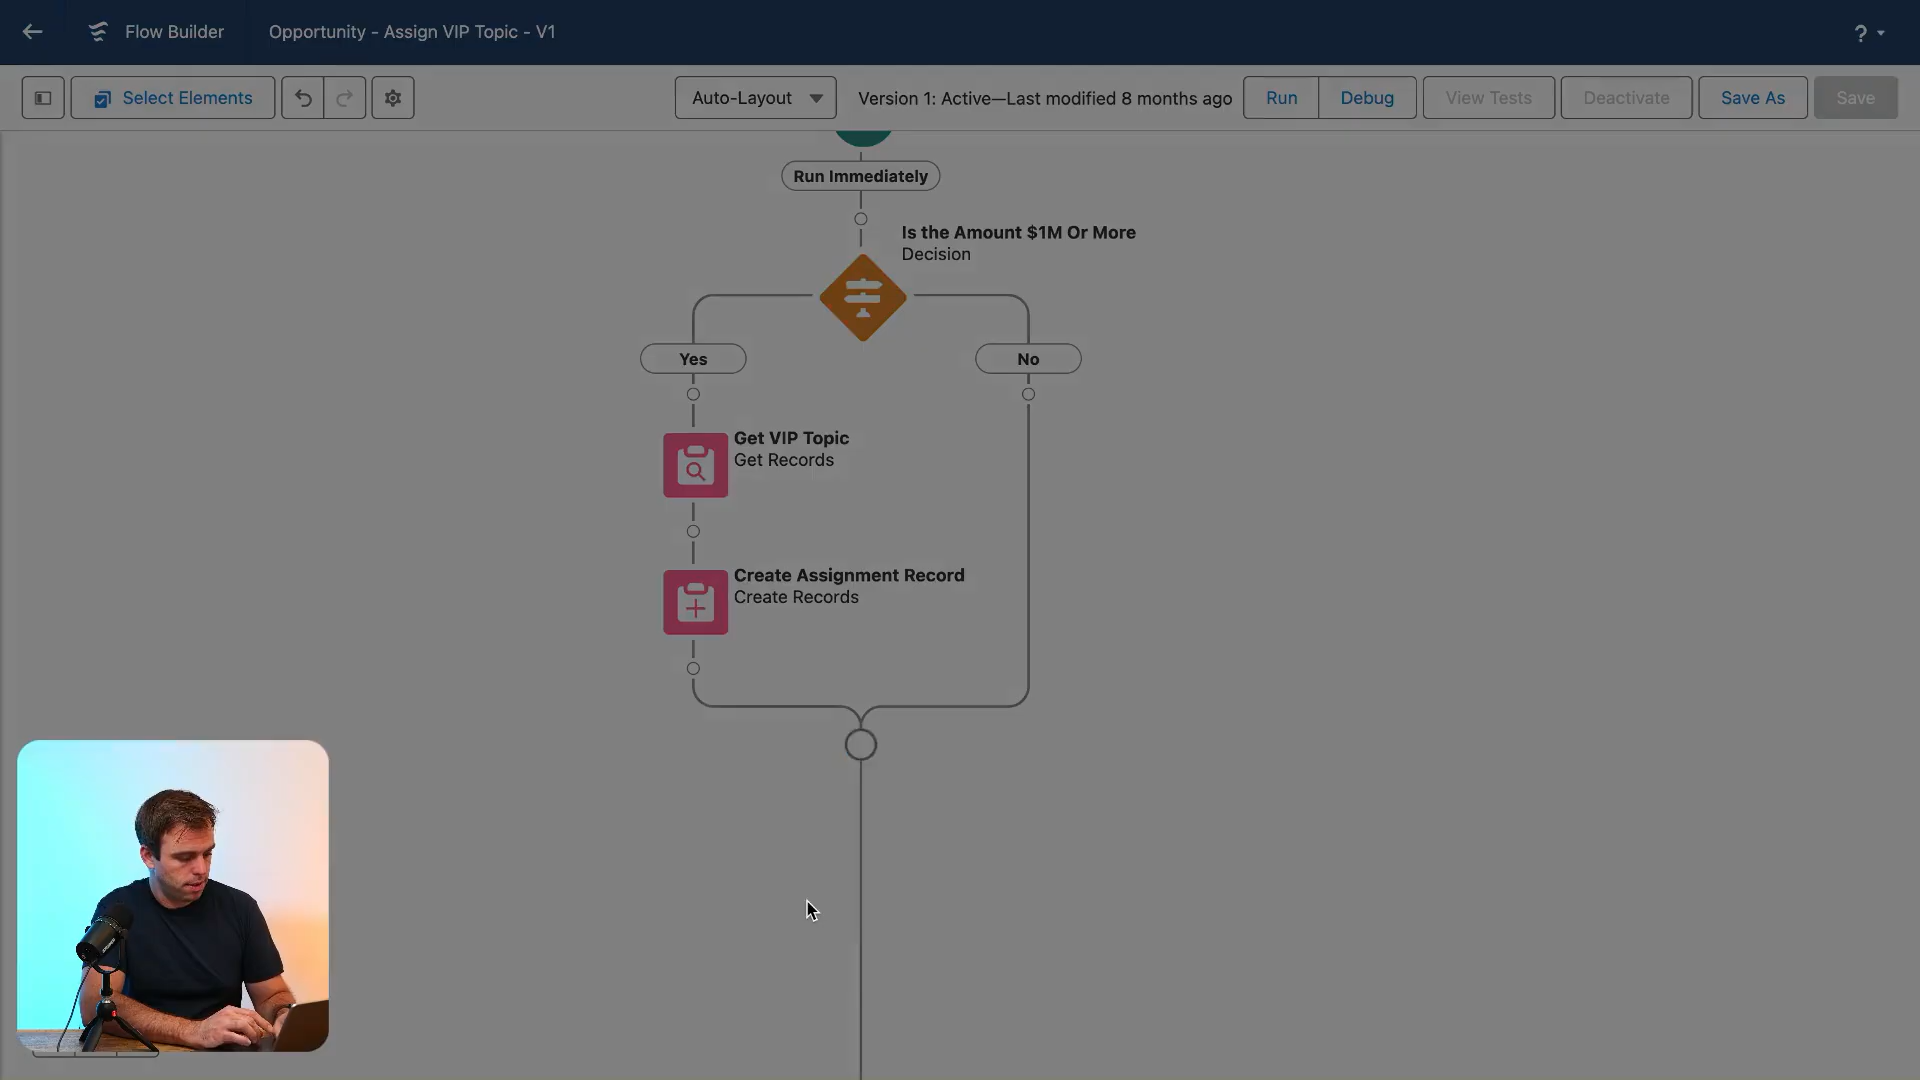 Flow Builder
Opportunity - Assign VIP Topic - V1
?
Select Elements
Auto-Layout
Version 1: Active—Last modified 8 months ago
Run
Debug
View Tests
Deactivate
Save As
Save
Run Immediately
Is the Amount $1M Or More
Decision
Yes
No
Get VIP Topic
Get Records
Create Assignment Record
Create Records